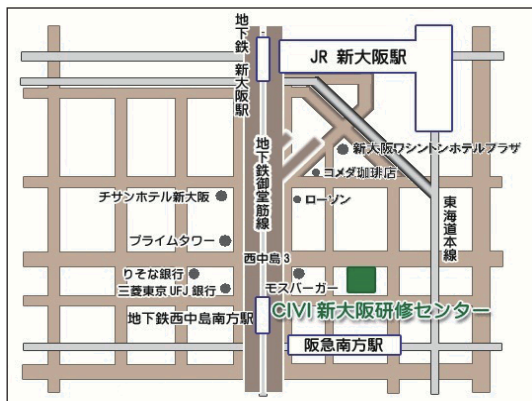 地下鉄 新大阪駅
JR 新大阪駅
新大阪ワシントンホテルプラザ
コメダ珈琲店
地下鉄御堂筋線
チサンホテル新大阪
ローソン
東海道本線
プライムタワー
西中島3
りそな銀行
モスバーガー
三菱東京UFJ銀行
CIVI 新大阪研修センター
地下鉄西中島南方駅
阪急南方駅